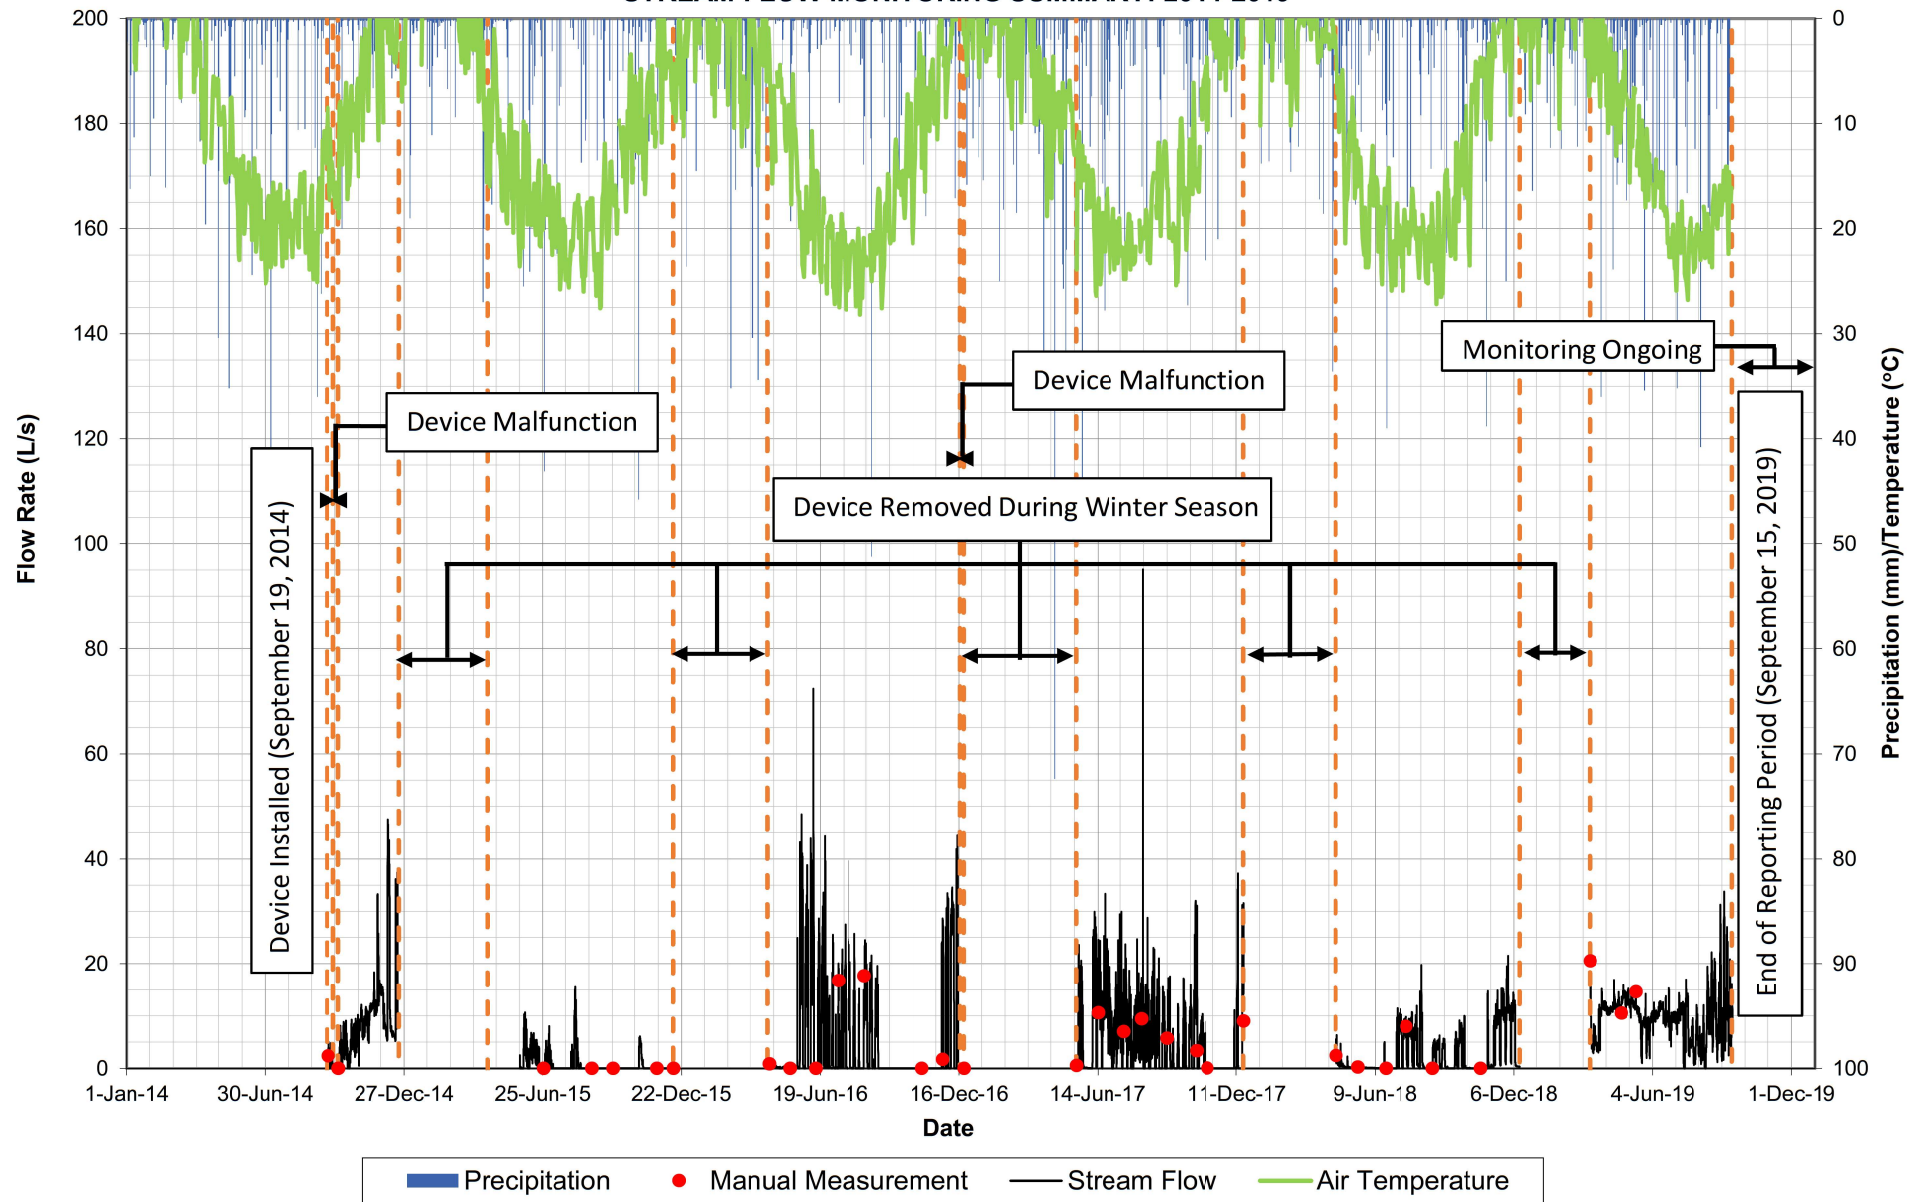 200
180
160
140
120
100
80
60
40
20
0
Flow Rate (L/s)
0
10
20
30
40
50
60
70
80
90
100
Precipitation (mm)/Temperature (°C)
Device Malfunction
Device Malfunction
Monitoring Ongoing
Device Removed During Winter Season
Device Installed (September 19, 2014)
End of Reporting Period (September 15, 2019)
1-Jan-14
30-Jun-14
27-Dec-14
25-Jun-15
22-Dec-15
19-Jun-16
16-Dec-16
14-Jun-17
11-Dec-17
9-Jun-18
6-Dec-18
4-Jun-19
1-Dec-19
Date
Precipitation
Manual Measurement
Stream Flow
Air Temperature